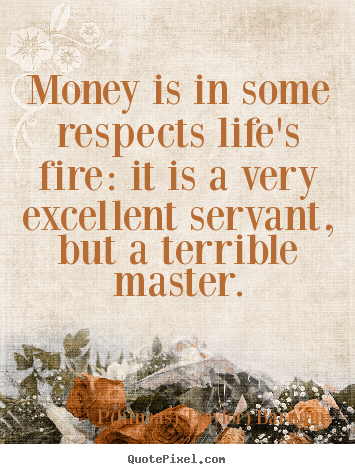 Money is in some
respects life's
fire: it is a very
excellent servant,
but a terrible
master.
QuotePixel.com